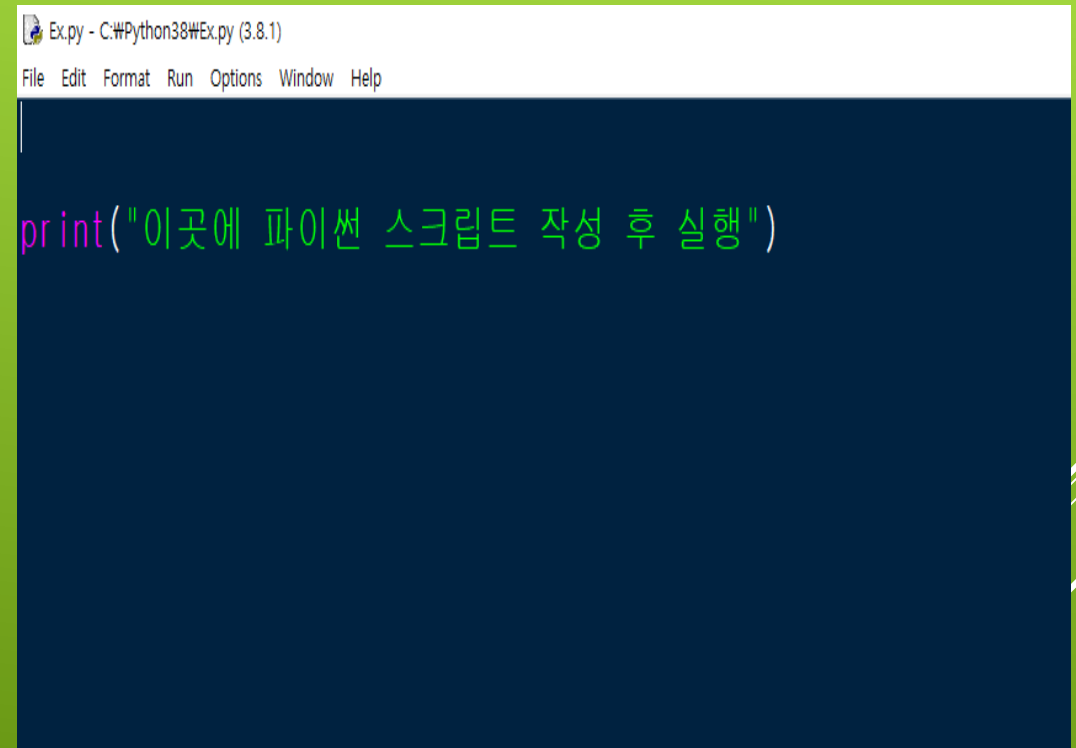 Ex.py - C:₩Python38₩Ex.py (3.8.1)
File Edit Format Run Options Window Help
print("이곳에 파이썬 스크립트 작성 후 실행")